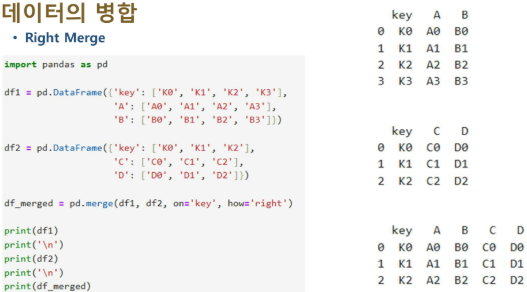 데이터의 병합
• Right Merge
import pandas as pd
df1 = pd.DataFrame({'key': ['K0', 'K1', 'K2', 'K3'],
'A': ['A0', 'A1', 'A2', 'A3'],
'B': ['B0', 'B1', 'B2', 'B3']})
df2 = pd.DataFrame({'key': ['K0', 'K1', 'K2'],
'C': ['C0', 'C1', 'C2'],
'D': ['D0', 'D1', 'D2']})
df_merged = pd.merge(df1, df2, on='key', how='right')
print(df1)
print('\n')
print(df2)
print('\n')
print(df_merged)
key A B
0 K0 A0 B0
1 K1 A1 B1
2 K2 A2 B2
3 K3 A3 B3
key C D
0 K0 C0 D0
1 K1 C1 D1
2 K2 C2 D2
key A B C D
0 K0 A0 B0 C0 D0
1 K1 A1 B1 C1 D1
2 K2 A2 B2 C2 D2